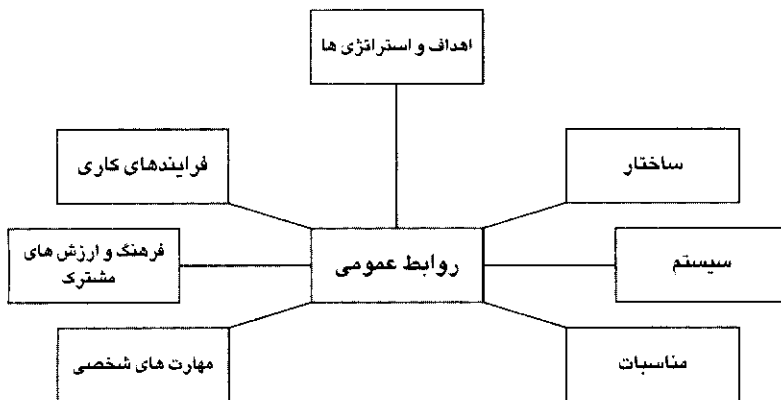 اهداف و استراتژی ها
ساختار
فرایندهای کاری
سیستم
روابط عمومی
فرهنگ و ارزش های
مشترک
مناسبات
مهارت های شخصی